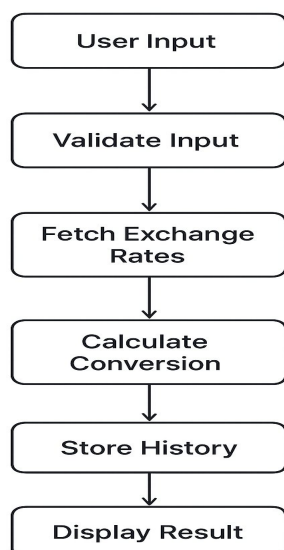 User Input
Validate Input
Fetch Exchange
Rates
Calculate
Conversion
Store History
Display Result